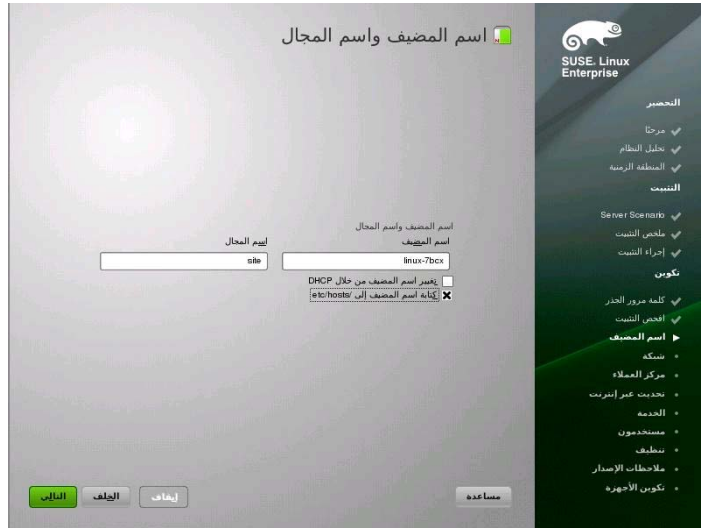 اسم المضيف واسم المجال
SUSE. Linux
Enterprise
التحضير
مرحبًا
تحليل النظام
المنطقة الزمنية
التثبيت
Server Scenario
ملخص التثبيت
إجراء التثبيت
تكوين
كلمة مرور الجذر
افحص التثبيت
اسم المضيف
شبكة
مركز العملاء
تحديث عبر إنترنت
الخدمة
مستخدمون
تنظيف
ملاحظات الإصدار
تكوين الأجهزة
اسم المضيف واسم المجال
اسم المضيف
اسم المجال
linux-7bcx
site
تغيير اسم المضيف من خلال DHCP
كتابة اسم المضيف إلى /etc/hosts
مساعدة
إيقاف
الخلف
التالي